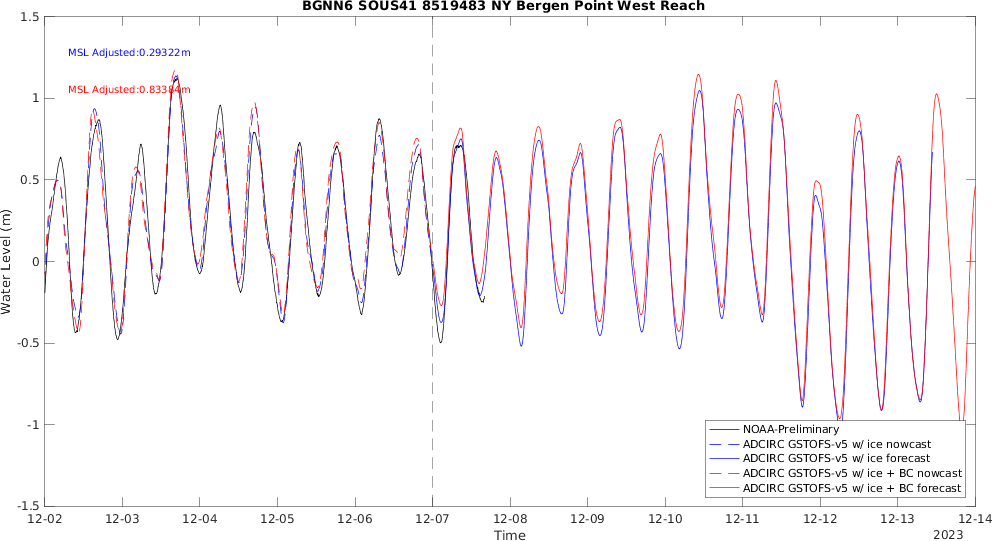 BGNN6 SOUS41 8519483 NY Bergen Point West Reach
MSL Adjusted:0.29322m
MSL Adjusted:0.83384m
Water Level (m)
1.5
1
0.5
0
-0.5
-1
-1.5
NOAA-Preliminary
ADCIRC GSTOFS-v5 w/ ice nowcast
ADCIRC GSTOFS-v5 w/ ice forecast
ADCIRC GSTOFS-v5 w/ ice + BC nowcast
ADCIRC GSTOFS-v5 w/ ice + BC forecast
12-02 12-03 12-04 12-05 12-06 12-07 12-08 12-09 12-10 12-11 12-12 12-13 12-14
Time
2023